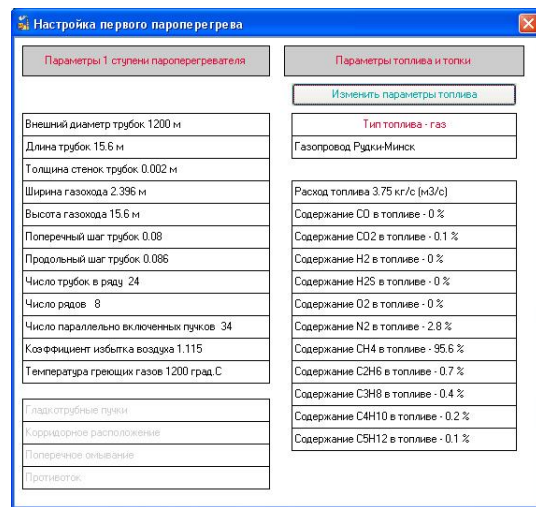 Настройка первого пароперегрева
Параметры 1 ступени пароперегревателя
Внешний диаметр трубок 1200 м
Длина трубок 15.6 м
Толщина стенок трубок 0.002 м
Ширина газохода 2.396 м
Высота газохода 15.6 м
Поперечный шаг трубок 0.08
Продольный шаг трубок 0.086
Число трубок в ряду 24
Число рядов 8
Число параллельно включенных пучков 34
Коэффициент избытка воздуха 1.115
Температура греющих газов 1200 град.С
Гладкотрубные пучки
Корридорное расположение
Поперечное омывание
Противоток
Параметры топлива и топки
Изменить параметры топлива
Тип топлива - газ
Газопровод Рудки-Минск
Расход топлива 3.75 кг/с (м3/с)
Содержание CO в топливе - 0 %
Содержание CO2 в топливе - 0.1 %
Содержание H2 в топливе - 0 %
Содержание H2S в топливе - 0 %
Содержание O2 в топливе - 0 %
Содержание N2 в топливе - 2.8 %
Содержание CH4 в топливе - 95.6 %
Содержание C2H6 в топливе - 0.7 %
Содержание C3H8 в топливе - 0.4 %
Содержание C4H10 в топливе - 0.2 %
Содержание C5H12 в топливе - 0.1 %